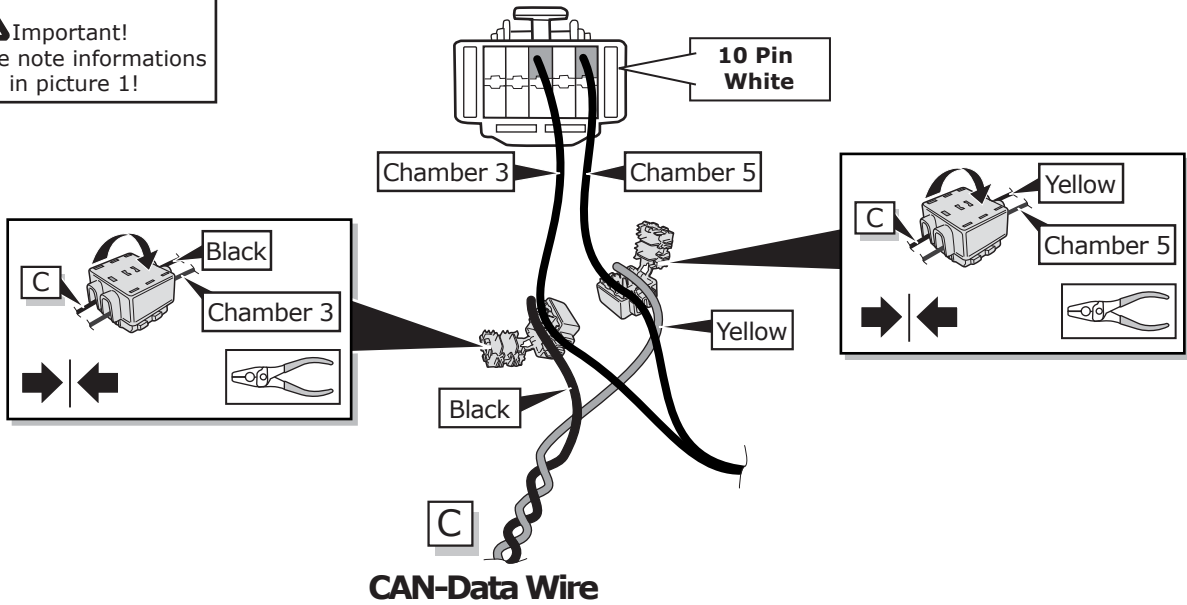 Important!
e note informations
in picture 1!
10 Pin
White
Chamber 3
Chamber 5
C
Black
Chamber 3
C
Yellow
Chamber 5
Yellow
Black
C
CAN-Data Wire